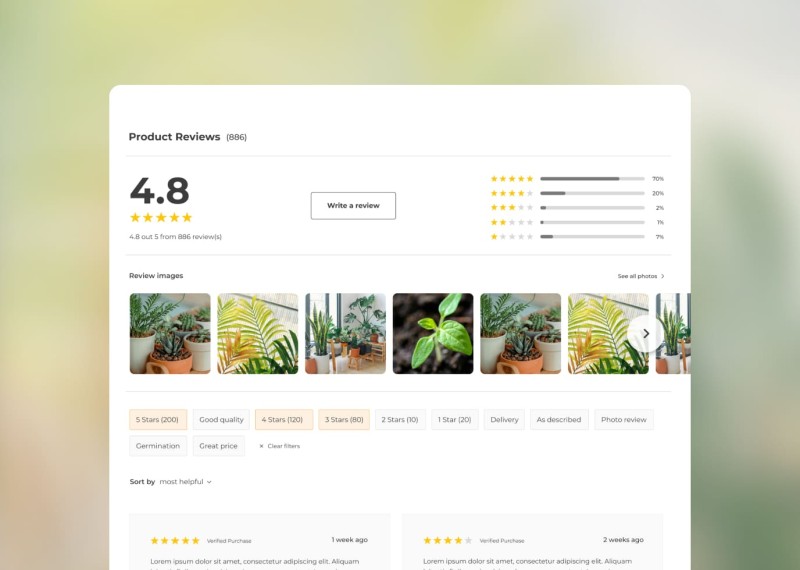 Product Reviews (886)
4.8
4.8 out 5 from 886 review(s)
Write a review
70%
20%
2%
1%
7%
Review images
See all photos
5 Stars (200) Good quality 4 Stars (120) 3 Stars (80) 2 Stars (10) 1 Star (20) Delivery As described Photo review
Germination Great price × Clear filters
Sort by most helpful
Verified Purchase 1 week ago
Lorem ipsum dolor sit amet, consectetur adipiscing elit. Aliquam
Verified Purchase 2 weeks ago
Lorem ipsum dolor sit amet, consectetur adipiscing elit. Aliquam